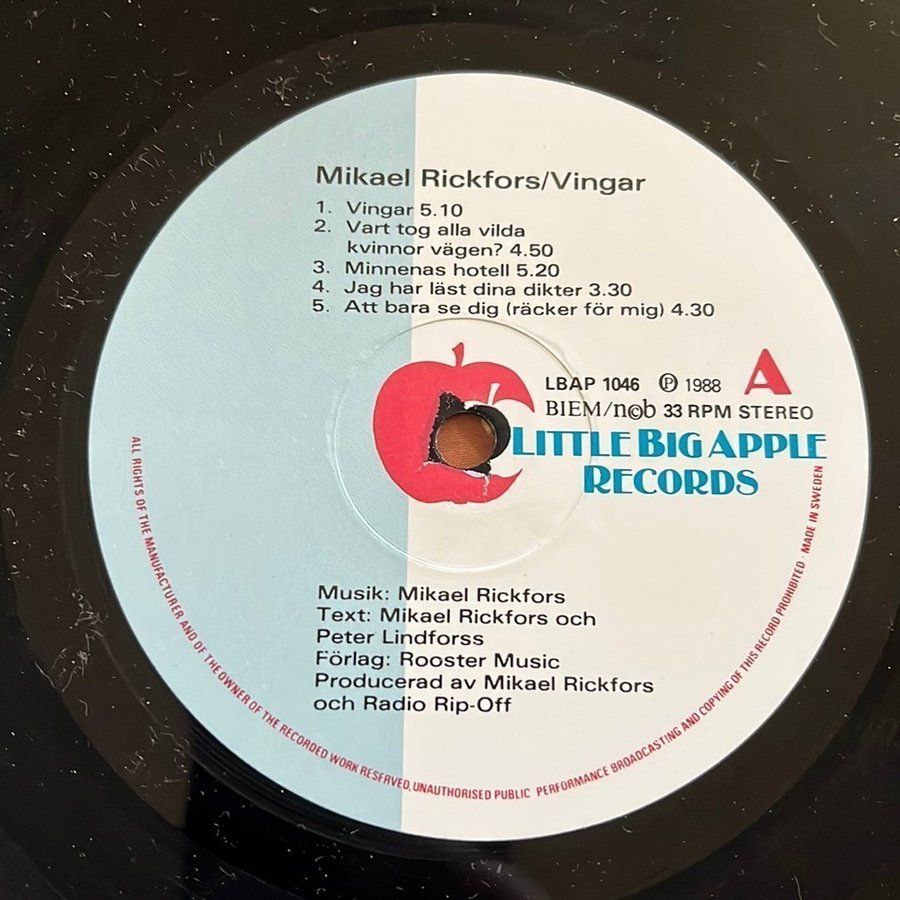 Mikael Rickfors/Vingar
1. Vingar 5.10
2. Vart tog alla vilda
kvinnor vägen? 4.50
3. Minnenas hotell 5.20
4. Jag har läst dina dikter 3.30
5. Att bara se dig (räcker för mig) 4.30
LBAP 1046 Ⓟ 1988 A
BIEM/n©b 33 RPM STEREO
LITTLE BIG APPLE
RECORDS
Musik: Mikael Rickfors
Text: Mikael Rickfors och
Peter Lindforss
Förlag: Rooster Music
Producerad av Mikael Rickfors
och Radio Rip-Off
ALL RIGHTS OF THE MANUFACTURER AND OF THE OWNER OF THE RECORDED WORK RESERVED, UNAUTHORISED PUBLIC PERFORMANCE BROADCASTING AND COPYING OF THIS RECORD PROHIBITED · MADE IN SWEDEN